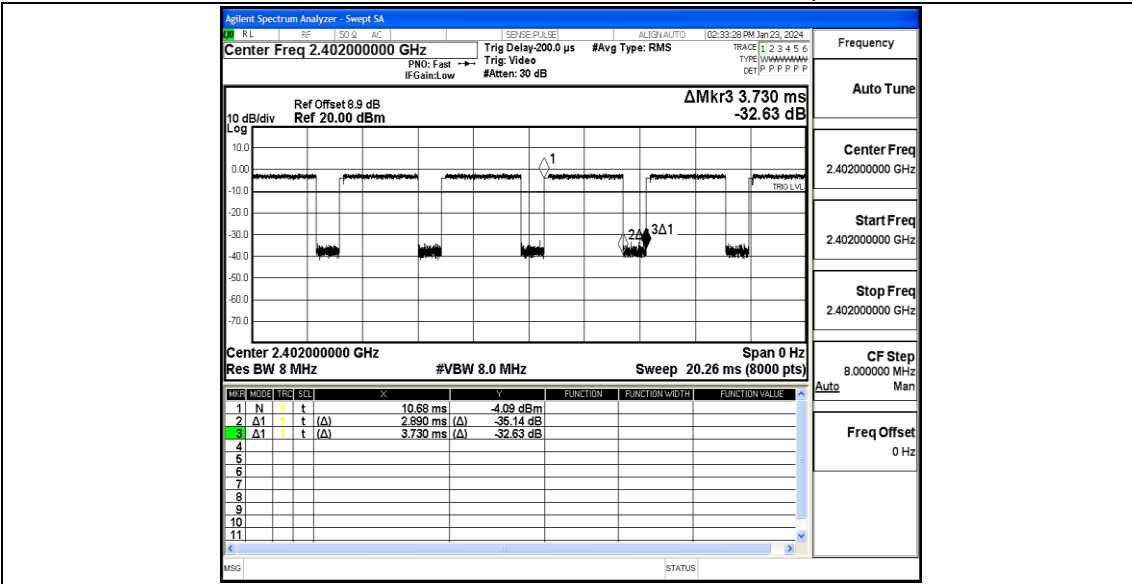 Agilent Spectrum Analyzer - Swept SA
LXI RL RF 50 Ω AC SENSE:PULSE ALIGN AUTO 02:33:28 PM Jan 23, 2024
Center Freq 2.402000000 GHz
PNO: Fast
IFGain:Low
Trig Delay-200.0 µs
Trig: Video
#Atten: 30 dB
#Avg Type: RMS
TRACE 1 2 3 4 5 6
TYPE
DET P P P P P P
ΔMkr3 3.730 ms
-32.63 dB
Ref Offset 8.9 dB
10 dB/div Ref 20.00 dBm
Log
10.0
0.00
-10.0
-20.0
-30.0
-40.0
-50.0
-60.0
-70.0
1
TRIG LVL
2Δ 3Δ1
Center 2.402000000 GHz Span 0 Hz
Res BW 8 MHz #VBW 8.0 MHz Sweep 20.26 ms (8000 pts)
MKR MODE TRC SCL X Y FUNCTION FUNCTION WIDTH FUNCTION VALUE
1 N t 10.68 ms -4.09 dBm
2 Δ1 t (Δ) 2.890 ms (Δ) -35.14 dB
3 Δ1 t (Δ) 3.730 ms (Δ) -32.63 dB
4
5
6
7
8
9
10
11
MSG STATUS
Frequency
Auto Tune
Center Freq
2.402000000 GHz
Start Freq
2.402000000 GHz
Stop Freq
2.402000000 GHz
CF Step
8.000000 MHz
Auto Man
Freq Offset
0 Hz